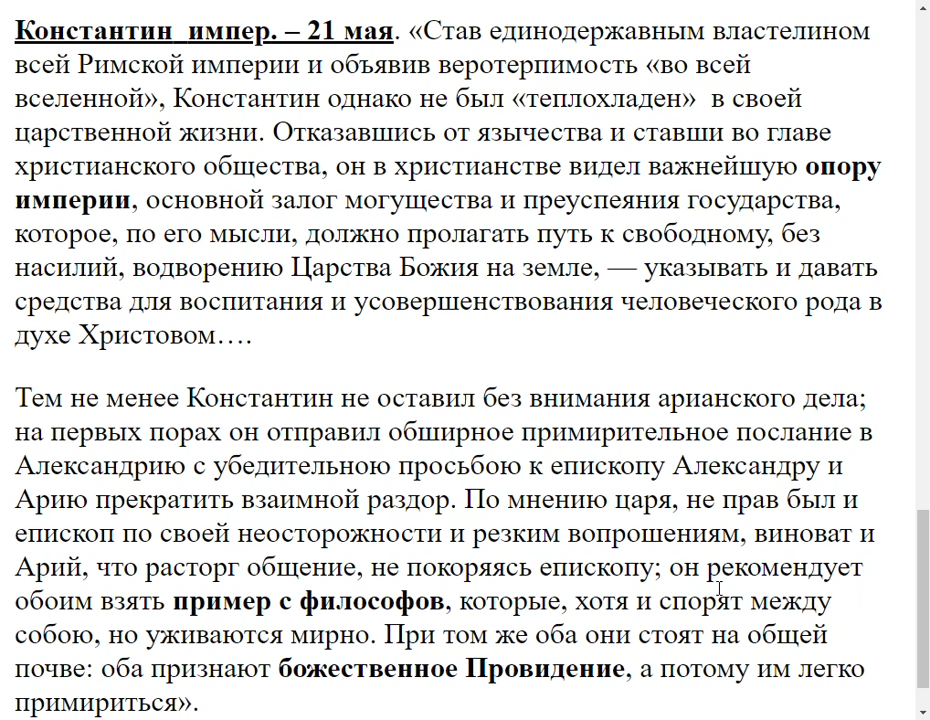 Константин импер. – 21 мая. «Став единодержавным властелином
всей Римской империи и объявив веротерпимость «во всей
вселенной», Константин однако не был «теплохладен» в своей
царственной жизни. Отказавшись от язычества и ставши во главе
христианского общества, он в христианстве видел важнейшую опору
империи, основной залог могущества и преуспеяния государства,
которое, по его мысли, должно пролагать путь к свободному, без
насилий, водворению Царства Божия на земле, — указывать и давать
средства для воспитания и усовершенствования человеческого рода в
духе Христовом….
Тем не менее Константин не оставил без внимания арианского дела;
на первых порах он отправил обширное примирительное послание в
Александрию с убедительною просьбою к епископу Александру и
Арию прекратить взаимной раздор. По мнению царя, не прав был и
епископ по своей неосторожности и резким вопрошениям, виноват и
Арий, что расторг общение, не покоряясь епископу; он рекомендует
обоим взять пример с философов, которые, хотя и спорят между
собою, но уживаются мирно. При том же оба они стоят на общей
почве: оба признают божественное Провидение, а потому им легко
примириться».